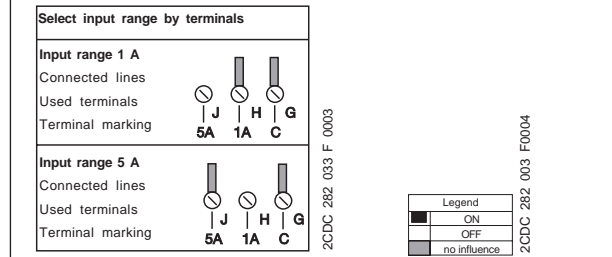 Select input range by terminals
Input range 1 A
Connected lines
Used terminals
J H G
Terminal marking
5A 1A C
Input range 5 A
Connected lines
Used terminals
J H G
Terminal marking
5A 1A C
2CDC 282 033 F 0003
Legend
ON
OFF
no influence
2CDC 282 003 F0004